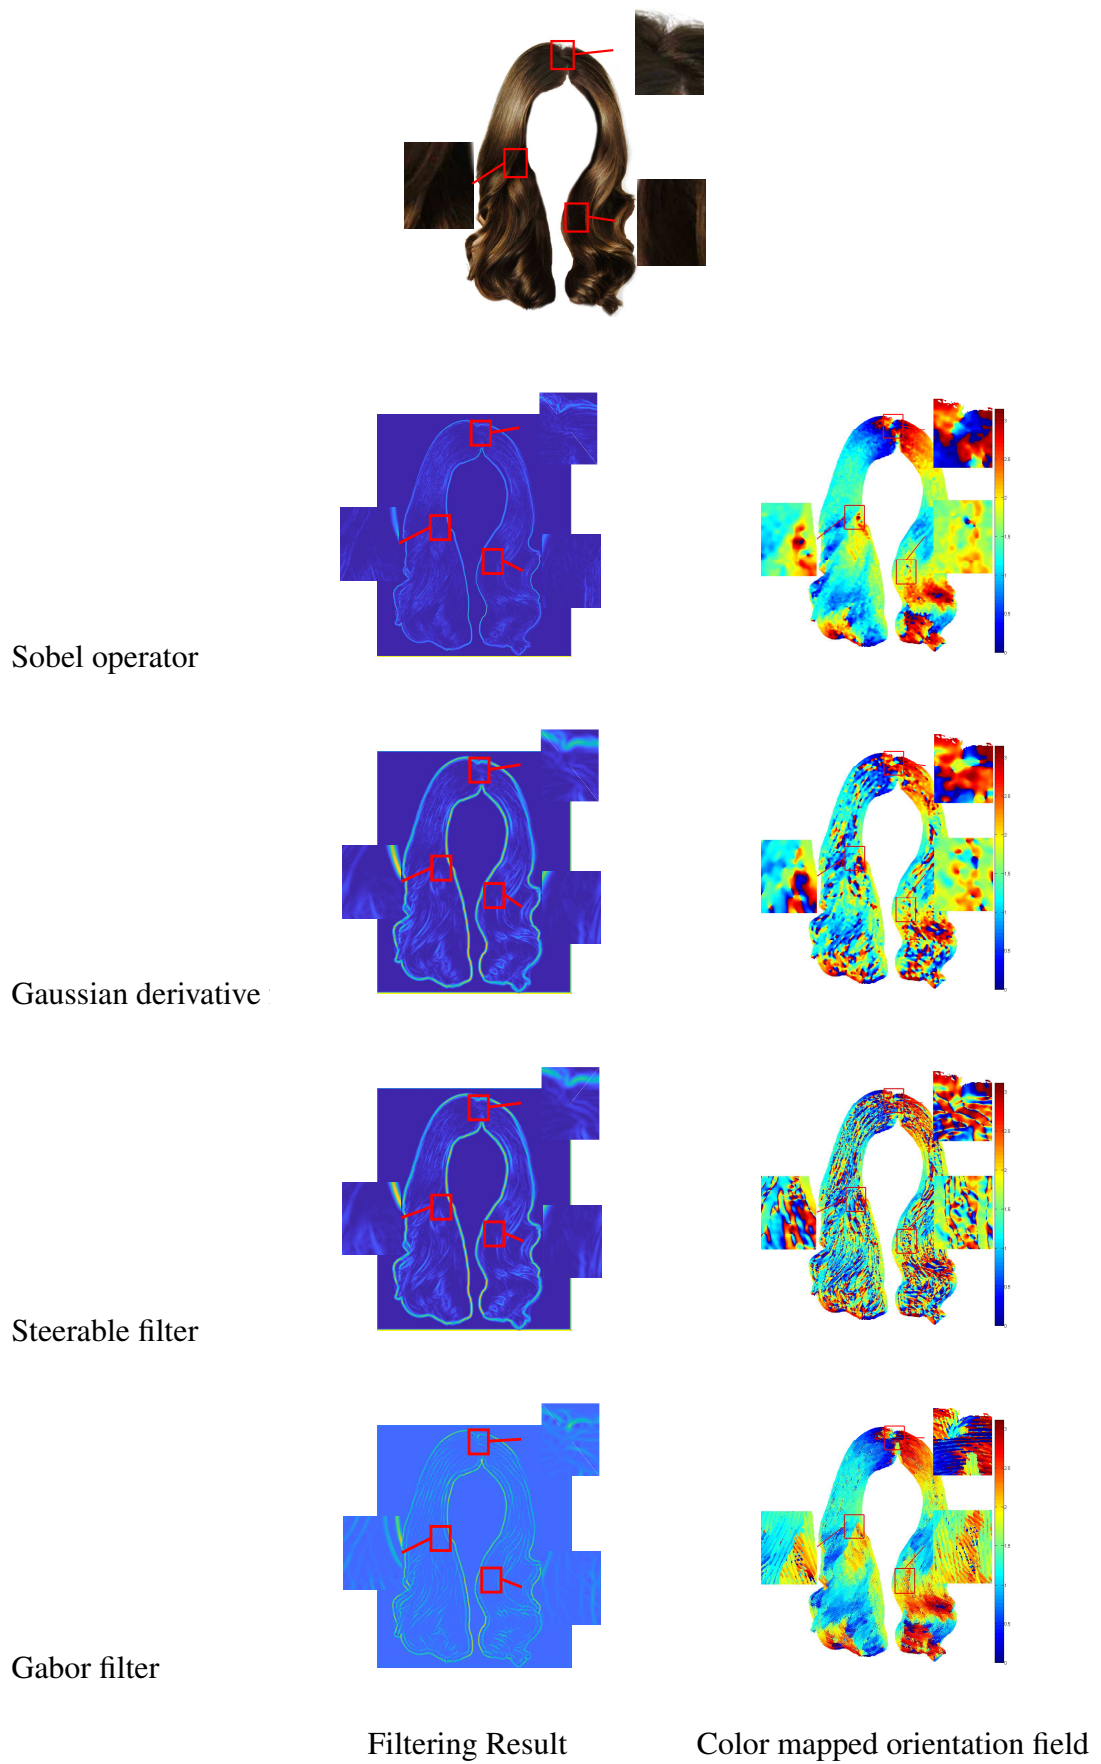 Sobel operator
Gaussian derivative
Steerable filter
Gabor filter
Filtering Result Color mapped orientation field